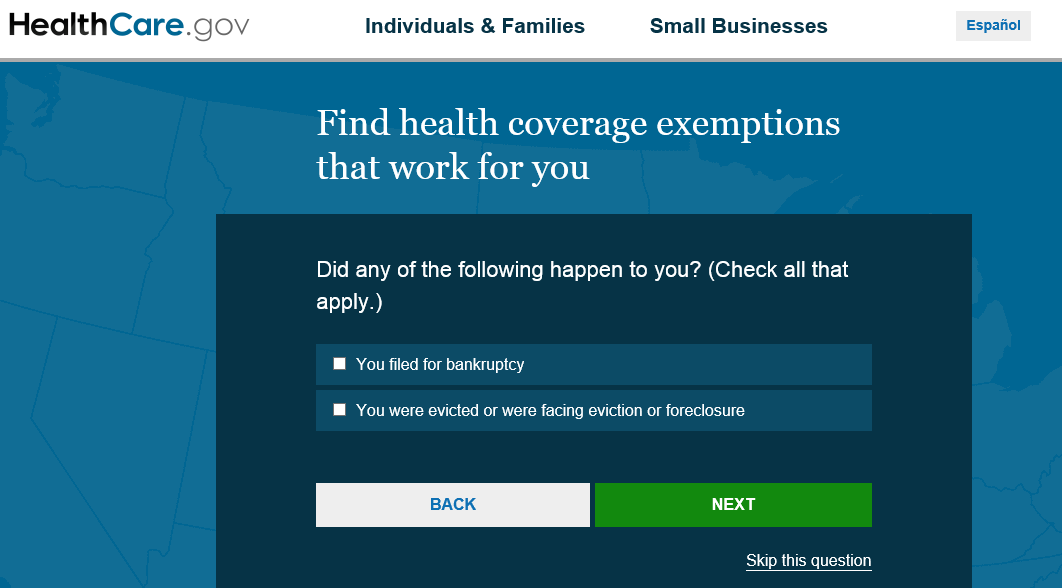 HealthCare.gov
Individuals & Families
Small Businesses
Español
Find health coverage exemptions
that work for you
Did any of the following happen to you? (Check all that
apply.)
You filed for bankruptcy
You were evicted or were facing eviction or foreclosure
BACK
NEXT
Skip this question